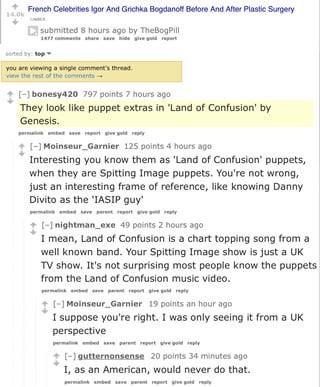 French Celebrities Igor And Grichka Bogdanoff Before And After Plastic Surgery
14.0k
submitted 8 hours ago by TheBogPill
1477 comments share save hide give gold report
sorted by: top
you are viewing a single comment's thread.
view the rest of the comments →
[–] bonesy420 797 points 7 hours ago
They look like puppet extras in 'Land of Confusion' by
Genesis.
permalink embed save report give gold reply
[–] Moinseur_Garnier 125 points 4 hours ago
Interesting you know them as 'Land of Confusion' puppets,
when they are Spitting Image puppets. You're not wrong,
just an interesting frame of reference, like knowing Danny
Divito as the 'IASIP guy'
permalink embed save parent report give gold reply
[–] nightman_exe 49 points 2 hours ago
I mean, Land of Confusion is a chart topping song from a
well known band. Your Spitting Image show is just a UK
TV show. It's not surprising most people know the puppets
from the Land of Confusion music video.
permalink embed save parent report give gold reply
[–] Moinseur_Garnier 19 points an hour ago
I suppose you're right. I was only seeing it from a UK
perspective
permalink embed save parent report give gold reply
[–] gutternonsense 20 points 34 minutes ago
I, as an American, would never do that.
permalink embed save parent report give gold reply